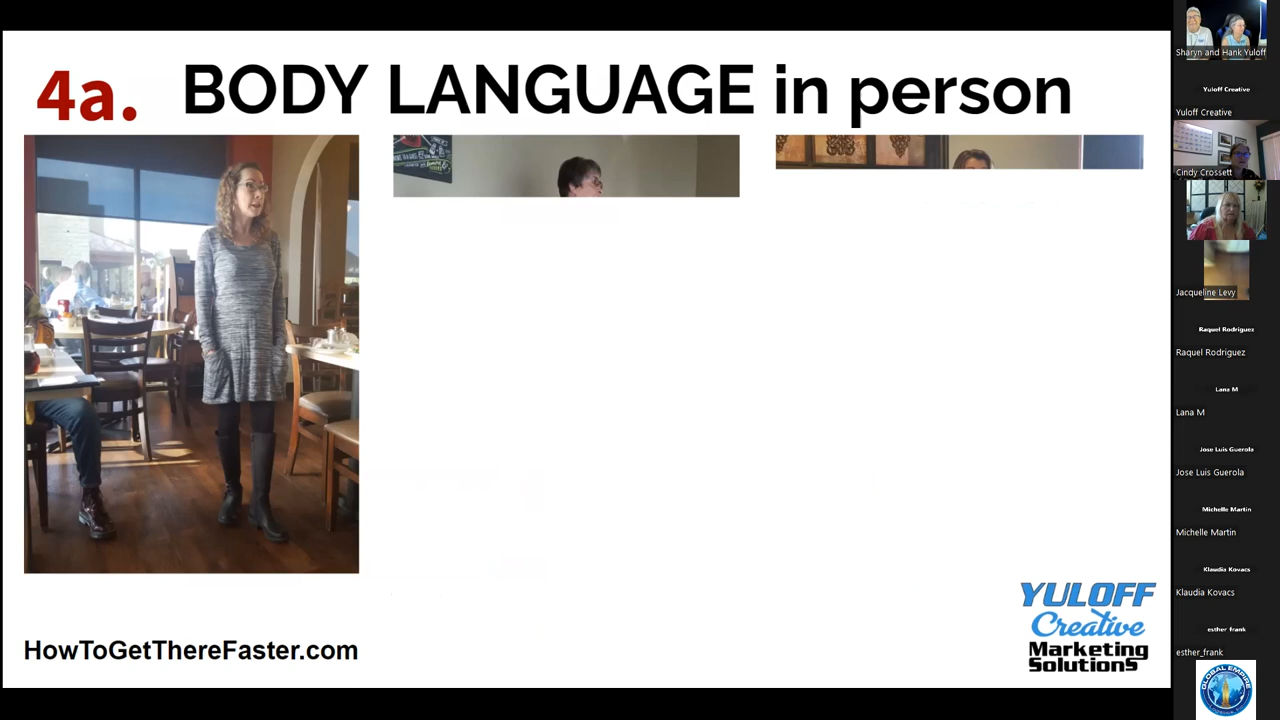 4a. BODY LANGUAGE in person
HowToGetThereFaster.com
YULOFF
Creative
Marketing
Solutions
Sharyn and Hank Yuloff
Yuloff Creative
Yuloff Creative
Cindy Crossett
Jacqueline Levy
Raquel Rodriguez
Raquel Rodriguez
Lana M
Lana M
Jose Luis Guerola
Jose Luis Guerola
Michelle Martin
Michelle Martin
Klaudia Kovacs
Klaudia Kovacs
esther frank
esther_frank
GLOBAL EMPIRE